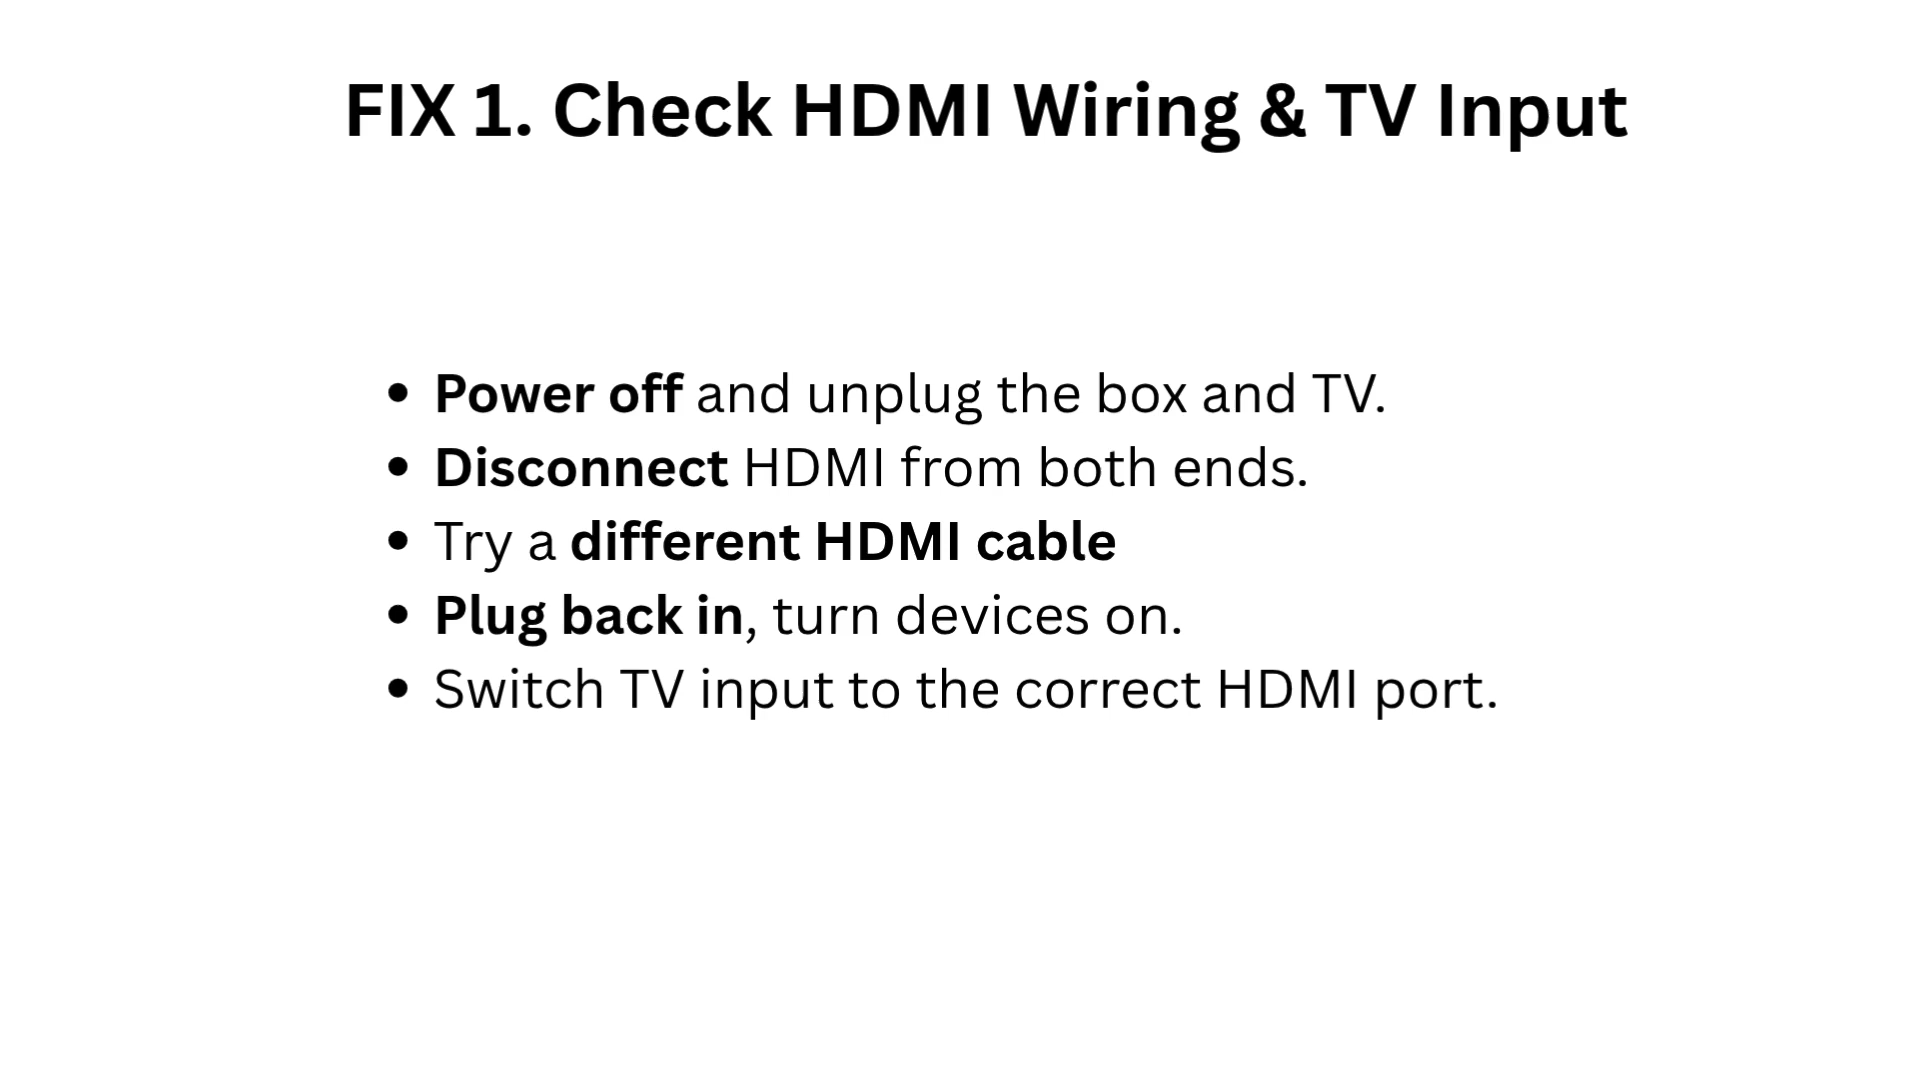 FIX 1. Check HDMI Wiring & TV Input
• Power off and unplug the box and TV.
• Disconnect HDMI from both ends.
• Try a different HDMI cable
• Plug back in, turn devices on.
• Switch TV input to the correct HDMI port.